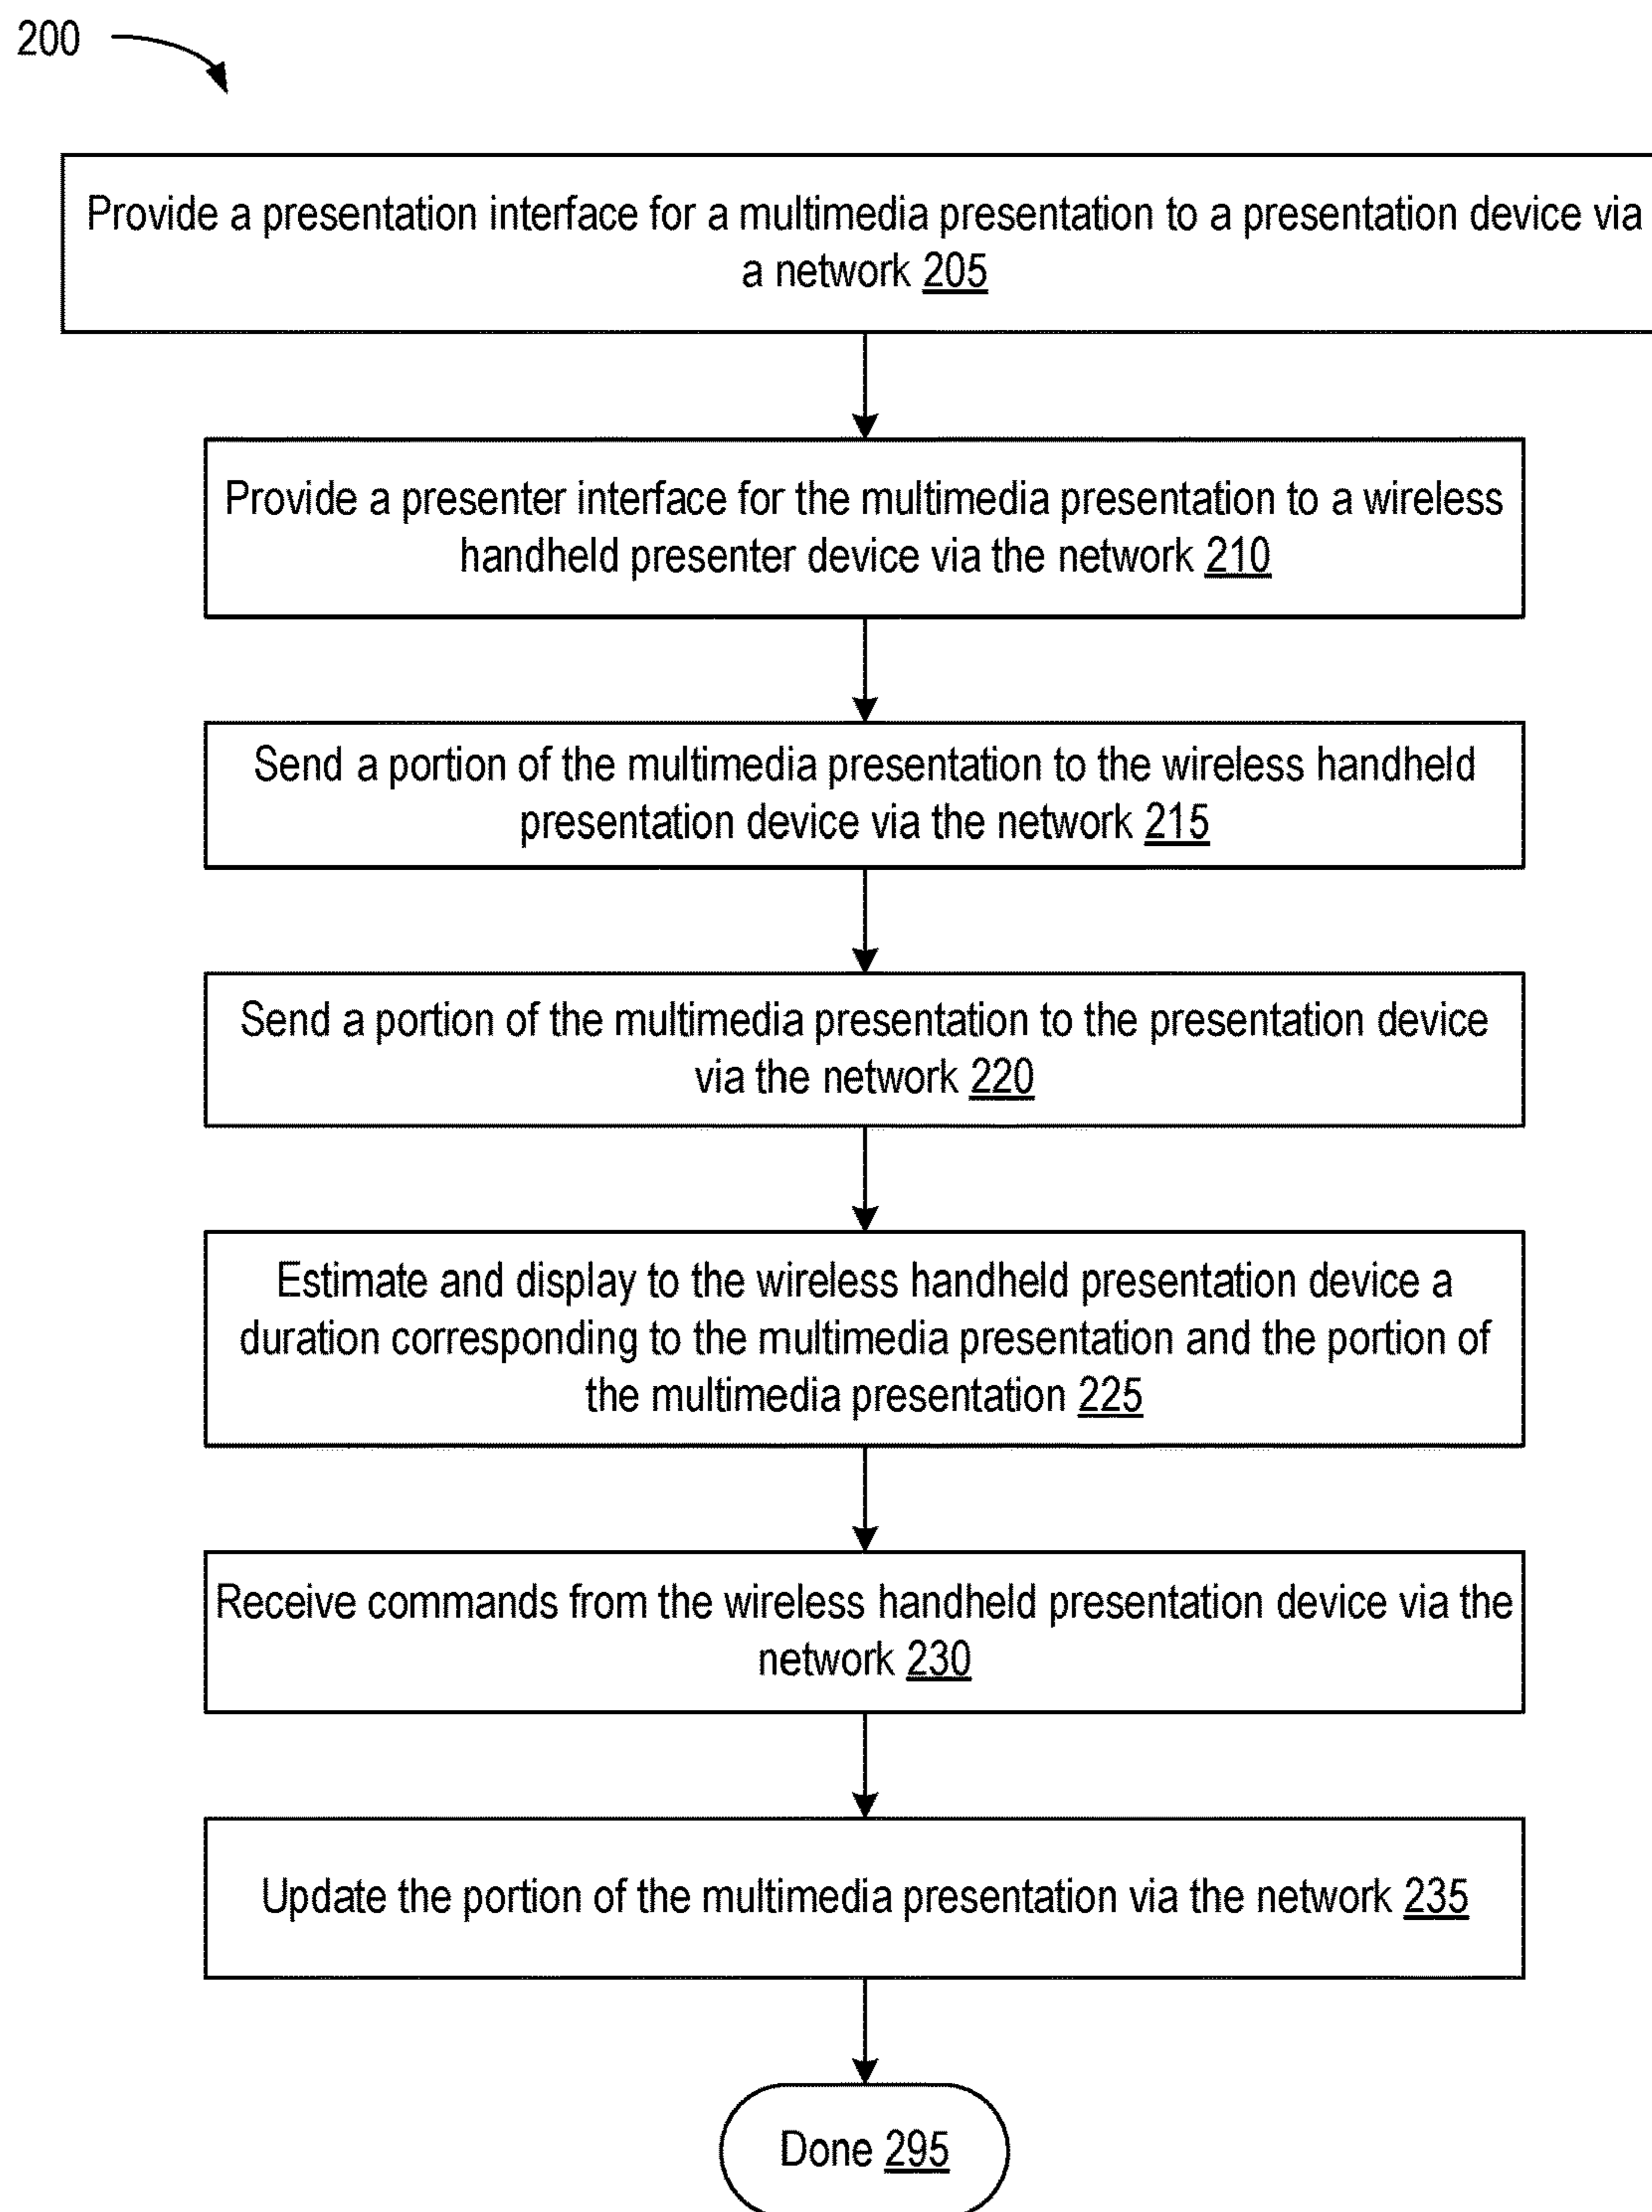 200
Provide a presentation interface for a multimedia presentation to a presentation device via
a network 205
Provide a presenter interface for the multimedia presentation to a wireless
handheld presenter device via the network 210
Send a portion of the multimedia presentation to the wireless handheld
presentation device via the network 215
Send a portion of the multimedia presentation to the presentation device
via the network 220
Estimate and display to the wireless handheld presentation device a
duration corresponding to the multimedia presentation and the portion of
the multimedia presentation 225
Receive commands from the wireless handheld presentation device via the
network 230
Update the portion of the multimedia presentation via the network 235
Done 295